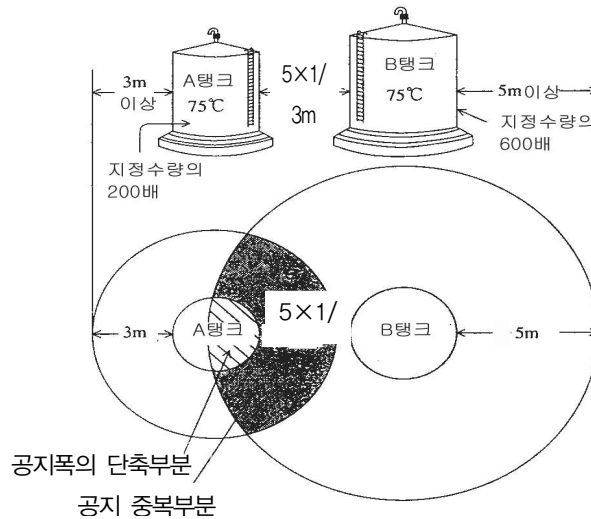 3m
이상
A탱크
75℃
5×1/
3m
B탱크
75℃
5m이상
지정수량의
200배
지정수량의
600배
3m
A탱크
5×1/
B탱크
5m
공지폭의 단축부분
공지 중복부분